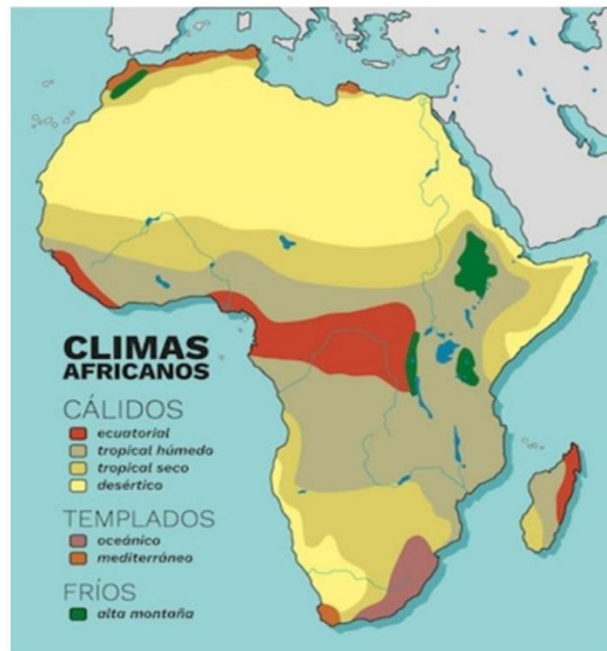 CLIMAS
AFRICANOS
CÁLIDOS
ecuatorial
tropical húmedo
tropical seco
desértico
TEMPLADOS
oceánico
mediterráneo
FRÍOS
alta montaña